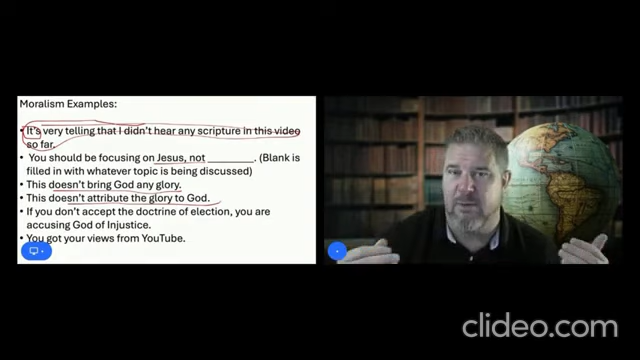 Moralism Examples:
• It's very telling that I didn't hear any scripture in this video
so far.
• You should be focusing on Jesus, not ________. (Blank is
filled in with whatever topic is being discussed)
• This doesn't bring God any glory.
• This doesn't attribute the glory to God.
• If you don't accept the doctrine of election, you are
accusing God of Injustice.
• You got your views from YouTube.
clideo.com